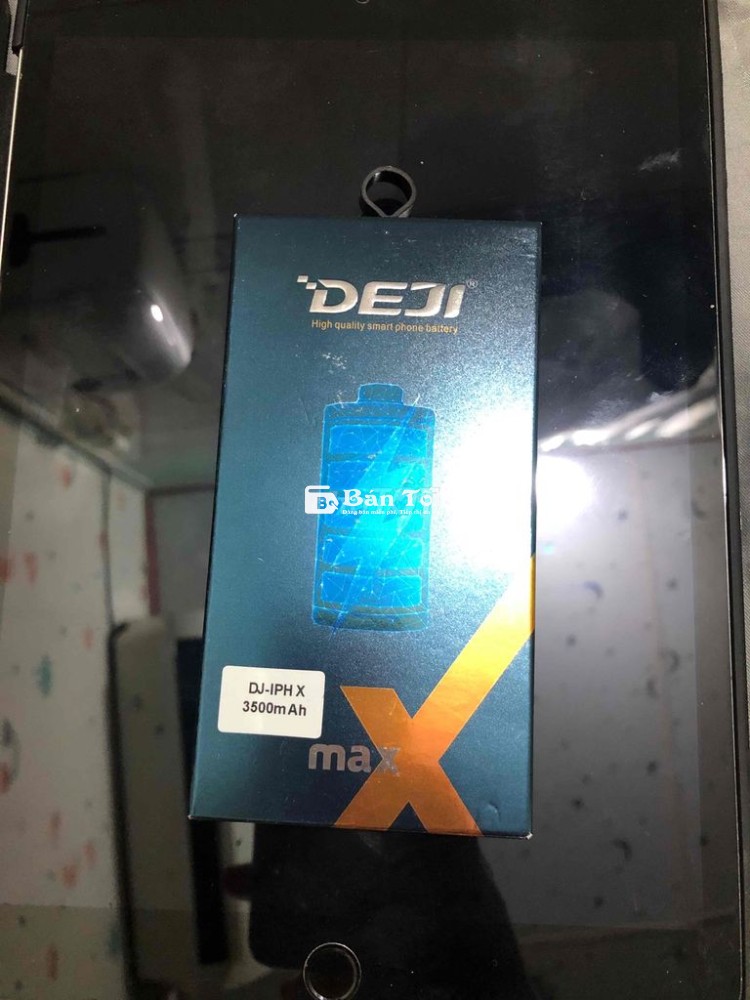 DEJI®
High quality smart phone battery
Bán Tố
DJ-IPH X
3500mAh
max
X